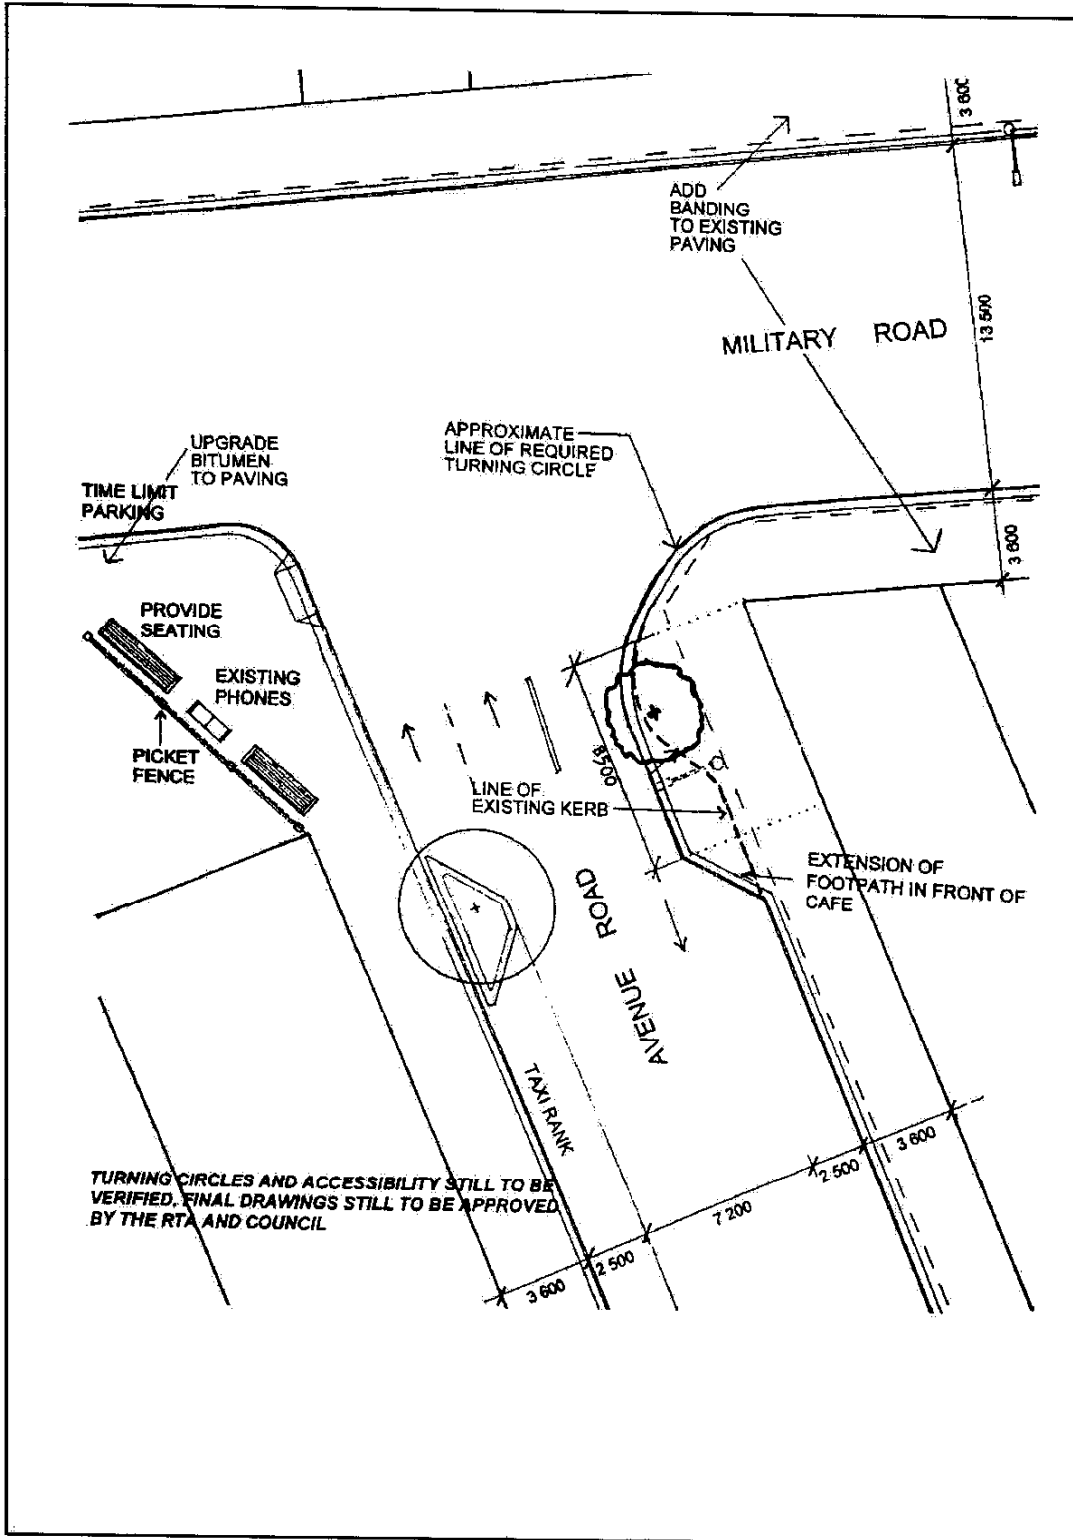 3 600
ADD
BANDING
TO EXISTING
PAVING
13 500
MILITARY ROAD
APPROXIMATE
LINE OF REQUIRED
TURNING CIRCLE
UPGRADE
BITUMEN
TO PAVING
TIME LIMIT
PARKING
3 600
PROVIDE
SEATING
EXISTING
PHONES
PICKET
FENCE
8500
LINE OF
EXISTING KERB
EXTENSION OF
FOOTPATH IN FRONT OF
CAFE
AVENUE ROAD
TAXI RANK
TURNING CIRCLES AND ACCESSIBILITY STILL TO BE
VERIFIED. FINAL DRAWINGS STILL TO BE APPROVED
BY THE RTA AND COUNCIL
3 600
2 500
7 200
2 500
3 600